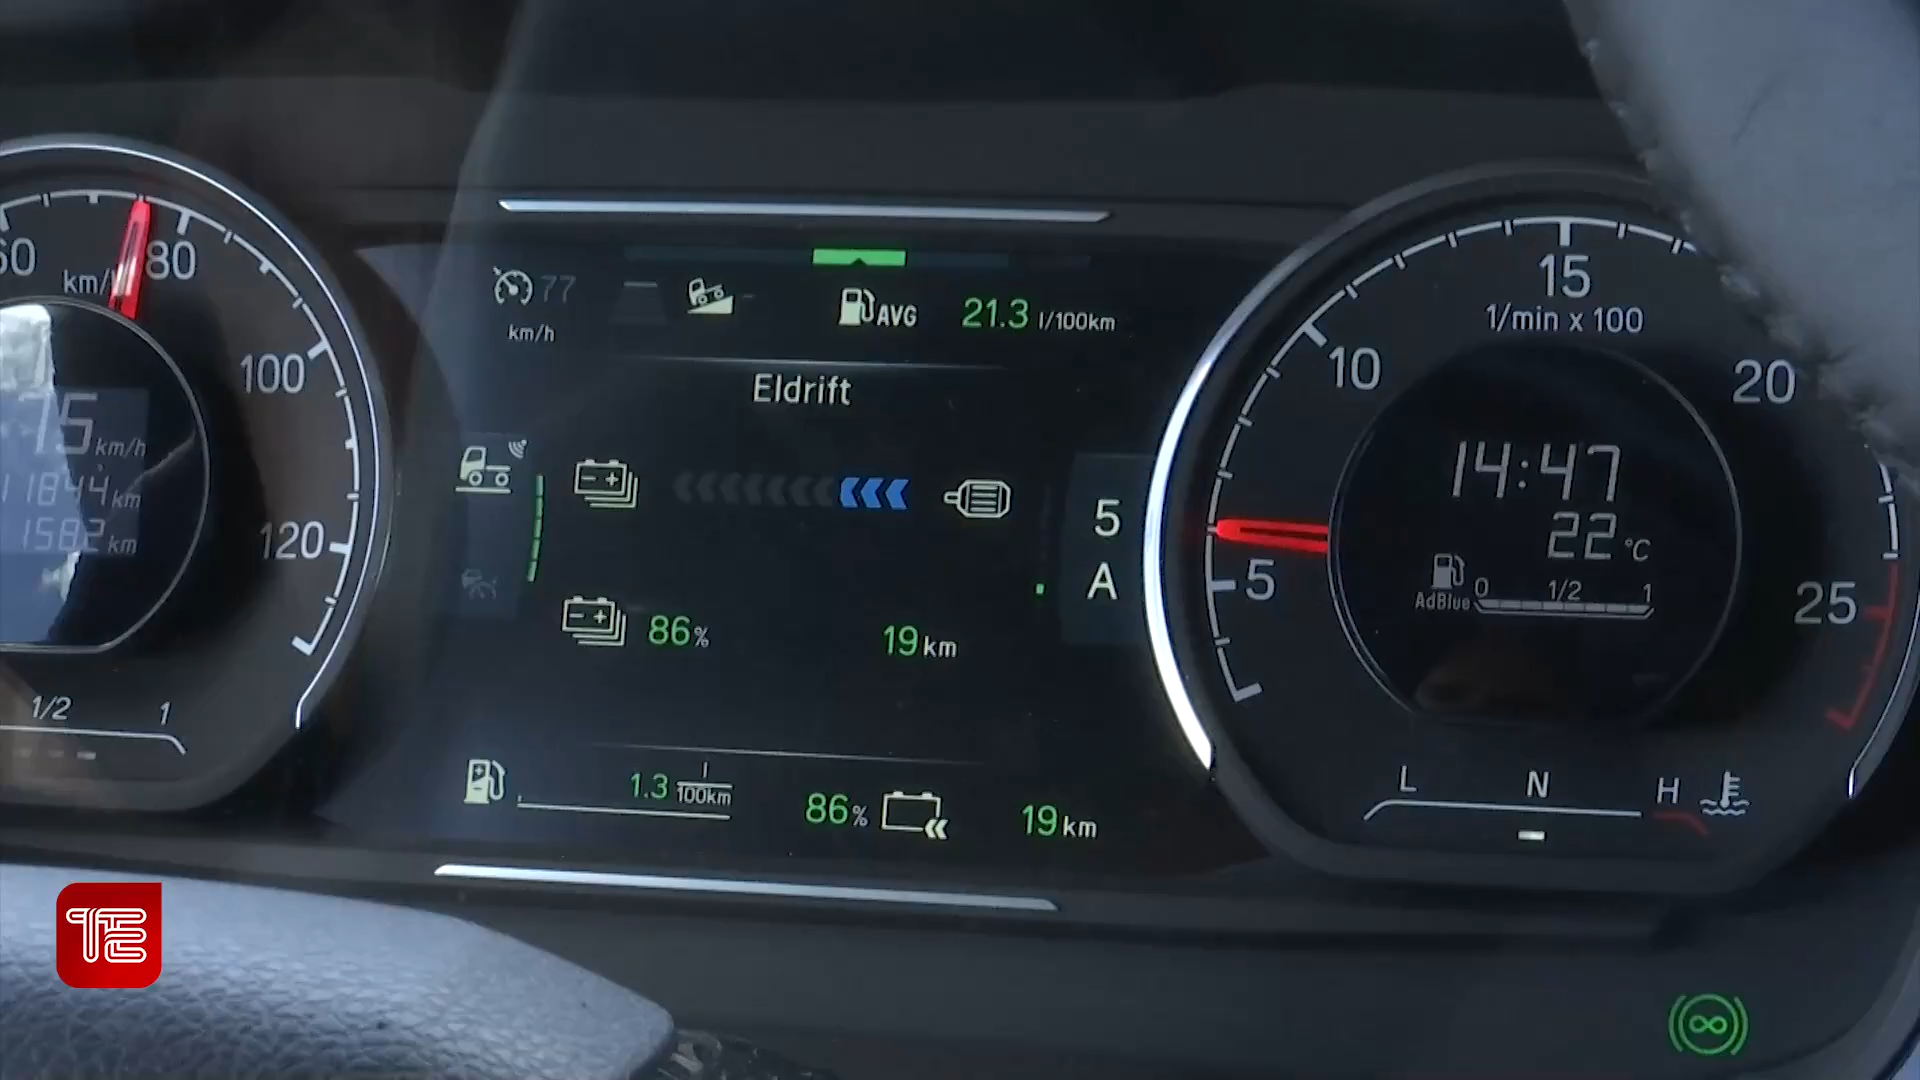 60
80
km/
100
120
75 km/h
11844 km
1582 km
1/2 1
77
km/h
AVG 21.3 l/100km
Eldrift
86%
19 km
1.3 l/100km
86%
19 km
5
A
5
10
15
20
25
1/min x 100
14:47
22 °C
AdBlue 0 1/2 1
L N H
TE